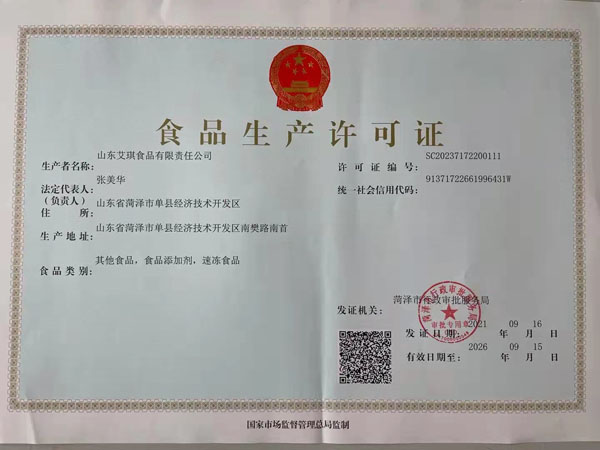 食品生产许可证
生产者名称: 山东艾琪食品有限责任公司
法定代表人: 张美华
(负责人)
住所: 山东省菏泽市单县经济技术开发区
生产地址: 山东省菏泽市单县经济技术开发区南樊路南首
食品类别: 其他食品，食品添加剂，速冻食品
许可证编号: SC20237172200111
统一社会信用代码: 91371722661996431W
发证机关: 菏泽市行政审批服务局
审批专用章
发证日期: 2021 年 09 月 16 日
有效日期至: 2026 年 09 月 15 日
国家市场监督管理总局监制